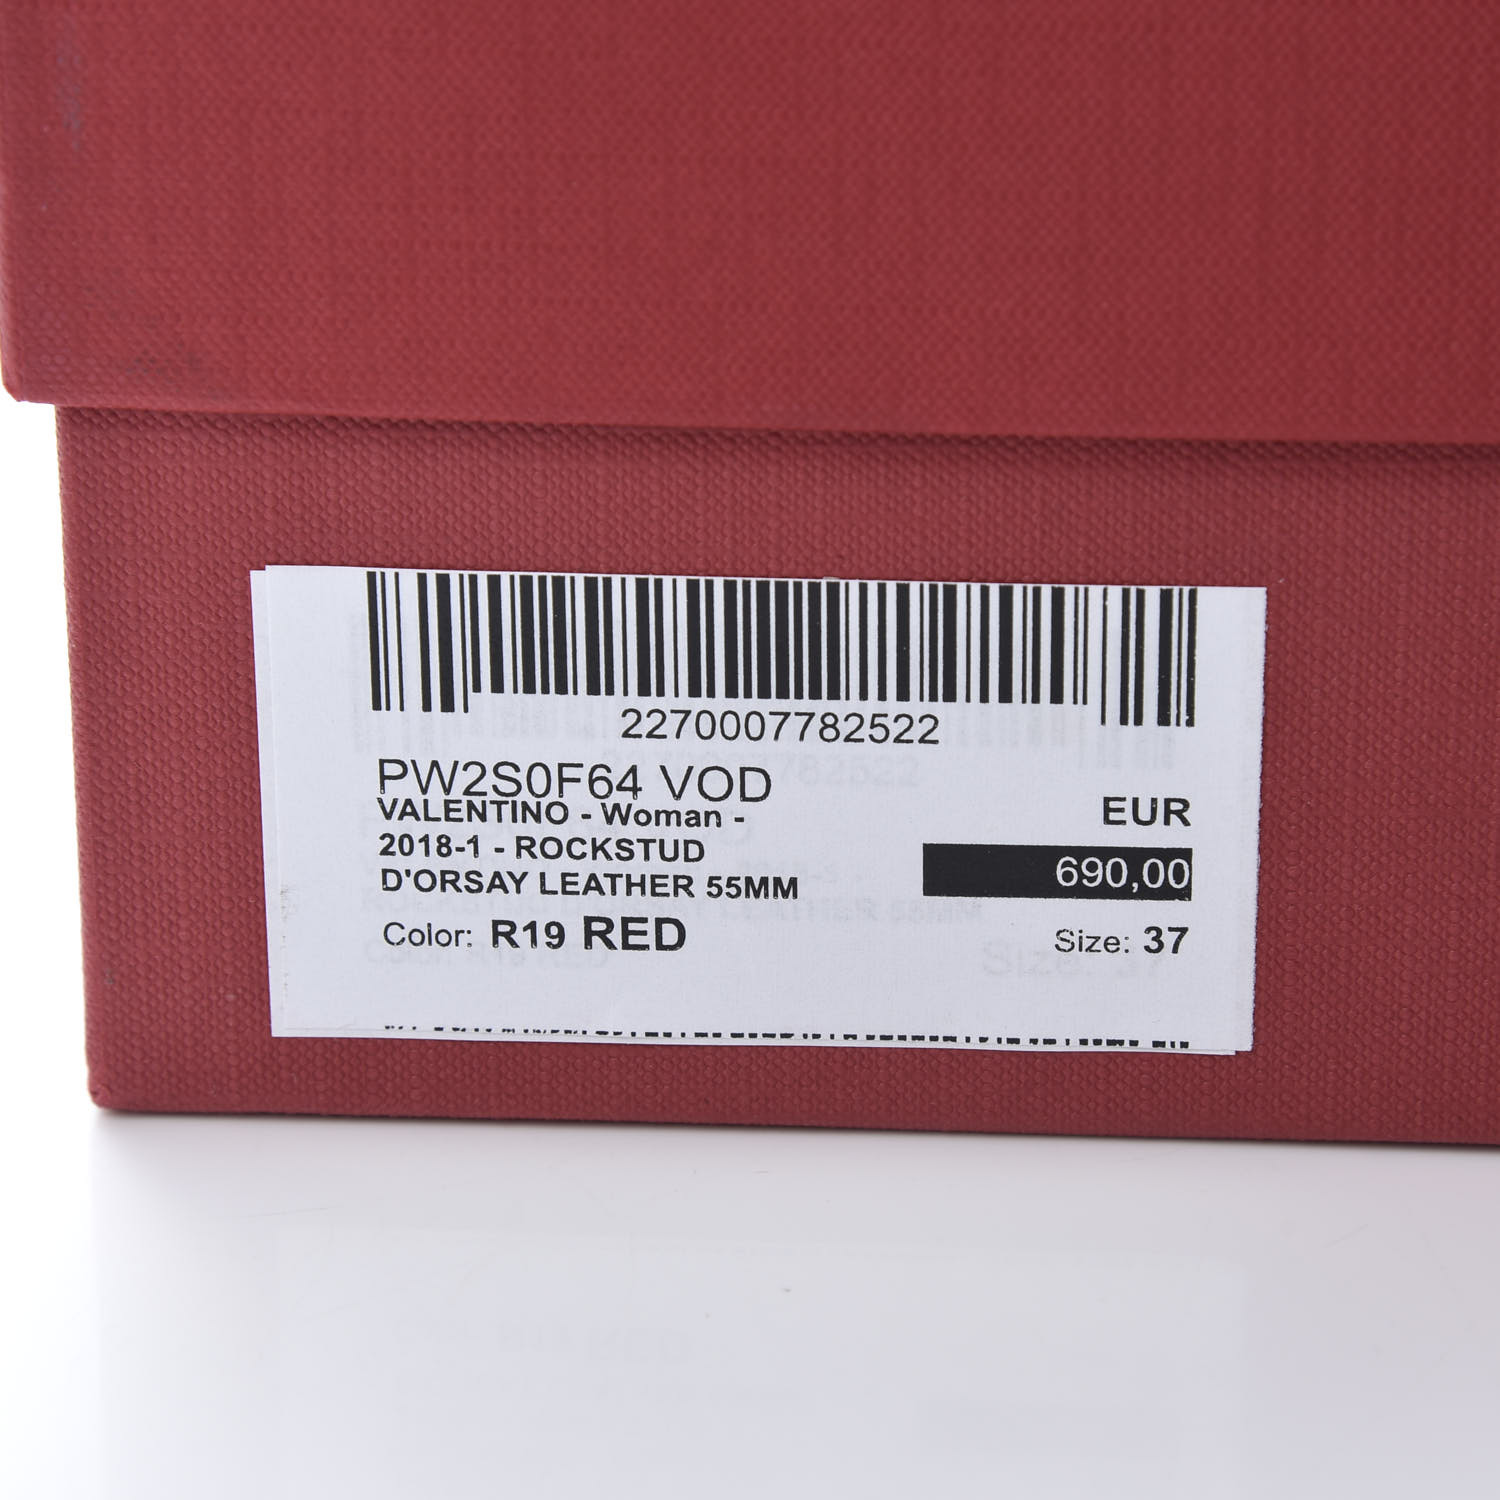 2270007782522
PW2S0F64 VOD
VALENTINO - Woman -
2018-1 - ROCKSTUD
D'ORSAY LEATHER 55MM
EUR
690,00
Color: R19 RED
Size: 37